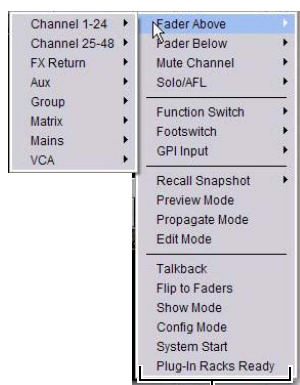 Channel 1-24
Channel 25-48
FX Return
Aux
Group
Matrix
Mains
VCA
Fader Above
Fader Below
Mute Channel
Solo/AFL
Function Switch
Footswitch
GPI Input
Recall Snapshot
Preview Mode
Propagate Mode
Edit Mode
Talkback
Flip to Faders
Show Mode
Config Mode
System Start
Plug-In Racks Ready